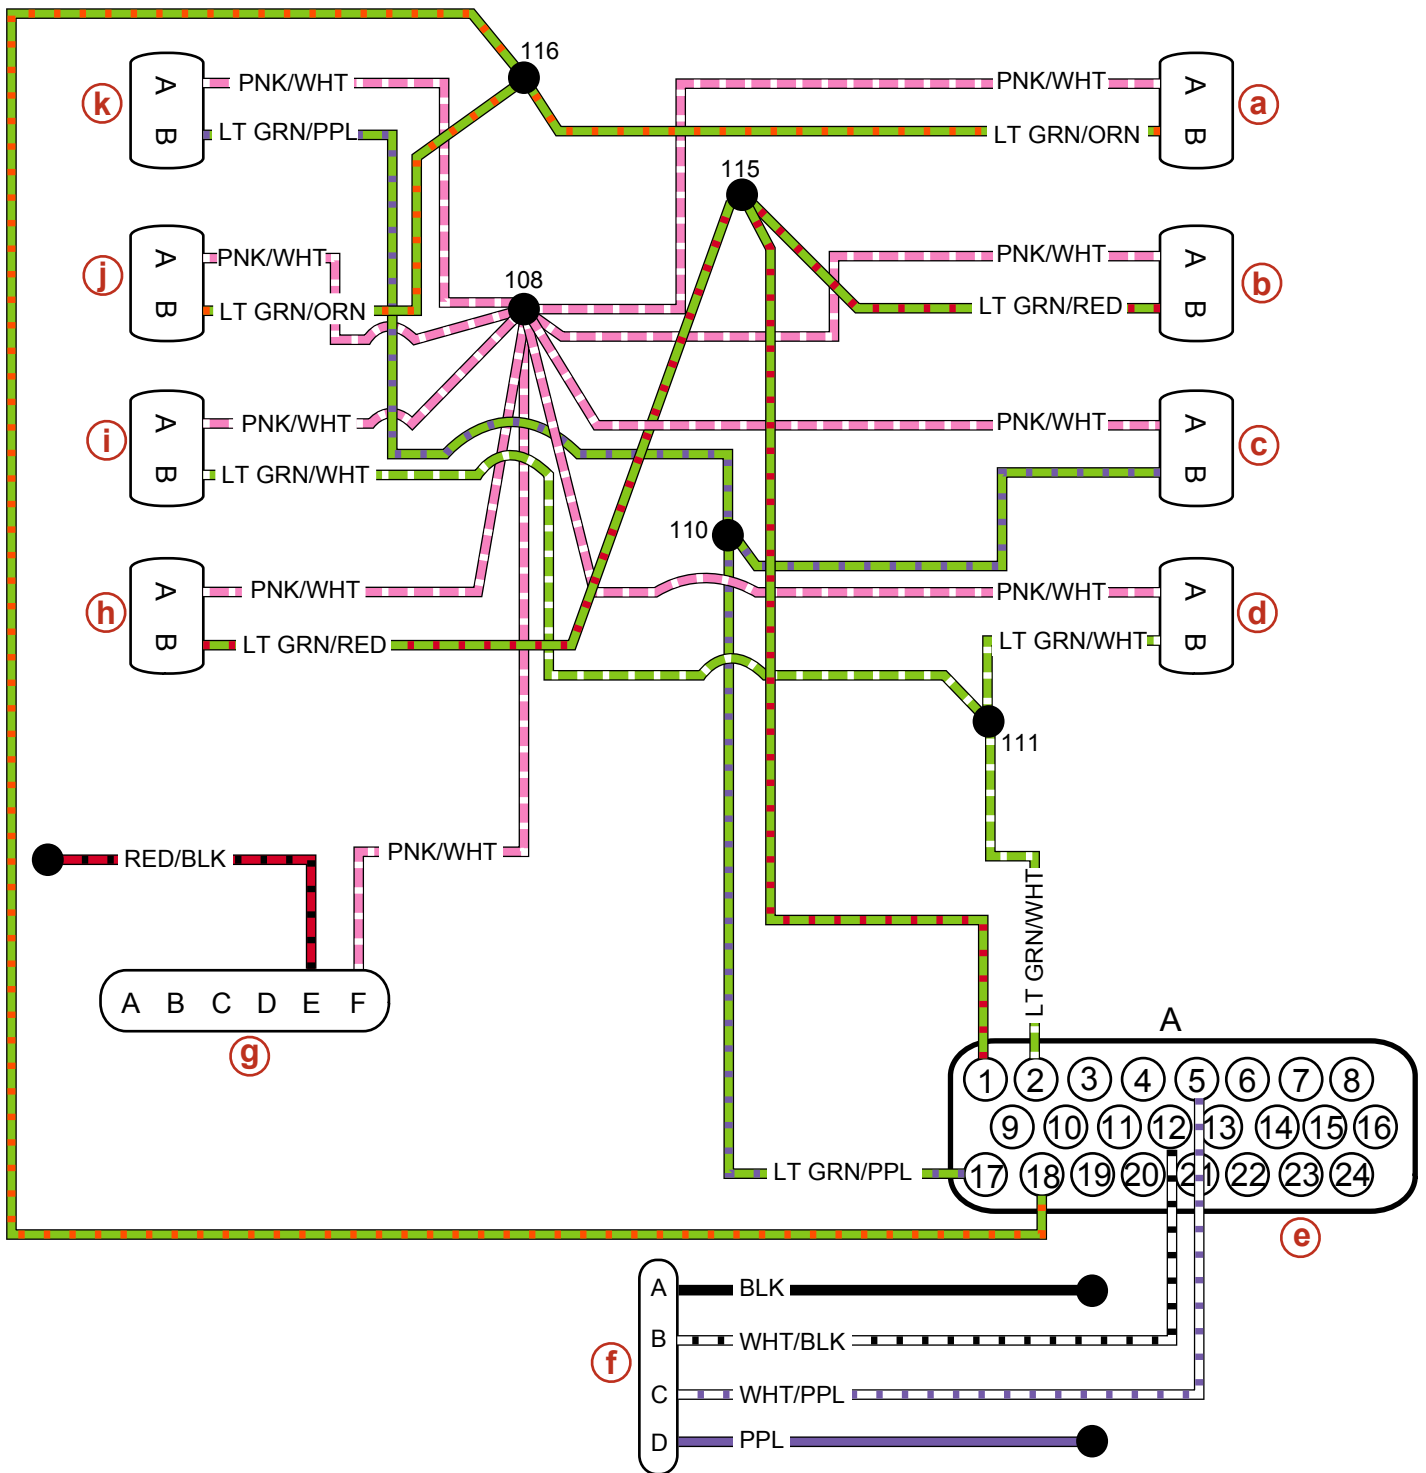 116
k
A
PNK/WHT
B
LT GRN/PPL
PNK/WHT
A
a
LT GRN/ORN
B
115
j
A
PNK/WHT
B
LT GRN/ORN
108
PNK/WHT
A
b
LT GRN/RED
B
i
A
PNK/WHT
B
LT GRN/WHT
PNK/WHT
A
c
B
110
h
A
PNK/WHT
B
LT GRN/RED
PNK/WHT
A
d
LT GRN/WHT
B
111
RED/BLK
PNK/WHT
LT GRN/WHT
A B C D E F
g
A
1 2 3 4 5 6 7 8
9 10 11 12 13 14 15 16
LT GRN/PPL
17 18 19 20 21 22 23 24
e
A BLK
B WHT/BLK
f
C WHT/PPL
D PPL